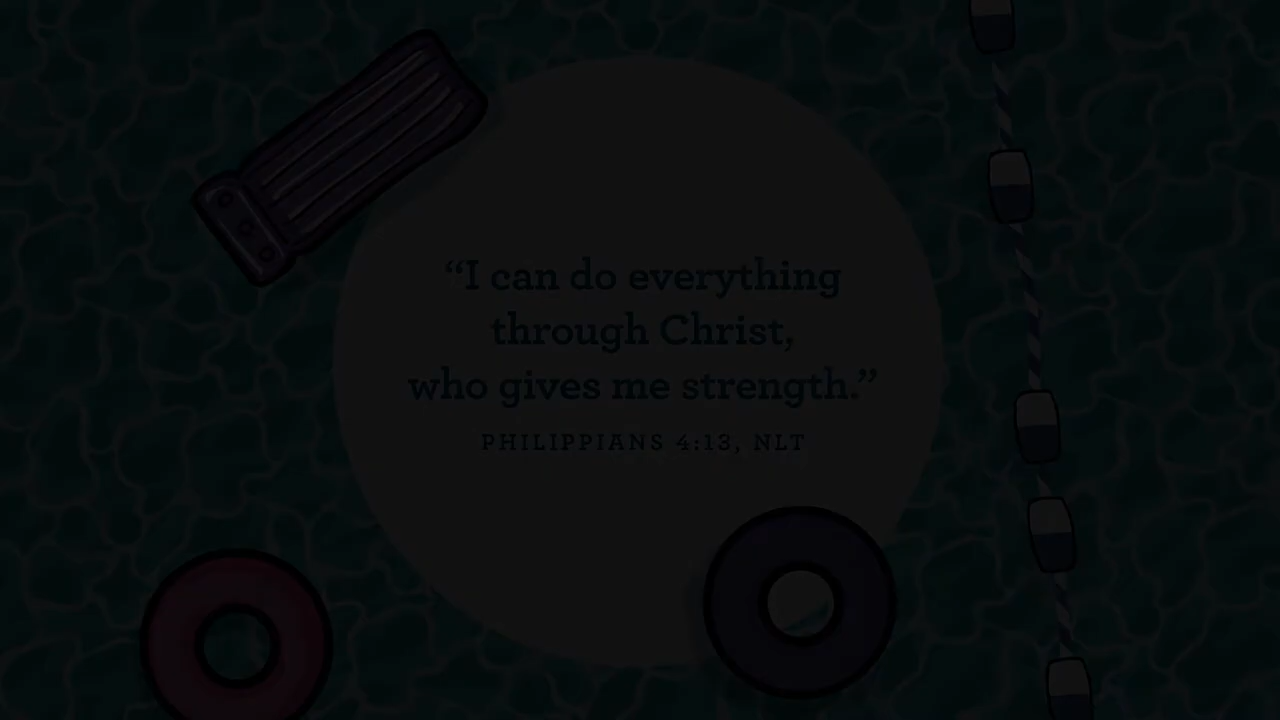 “I can do everything
through Christ,
who gives me strength.”
PHILIPPIANS 4:13, NLT